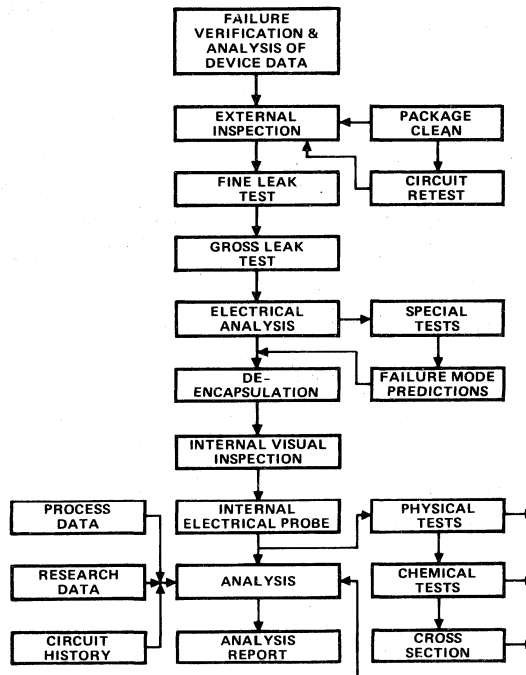 FAILURE
VERIFICATION &
ANALYSIS OF
DEVICE DATA
EXTERNAL
INSPECTION
PACKAGE
CLEAN
FINE LEAK
TEST
CIRCUIT
RETEST
GROSS LEAK
TEST
ELECTRICAL
ANALYSIS
SPECIAL
TESTS
DE-
ENCAPSULATION
FAILURE MODE
PREDICTIONS
INTERNAL VISUAL
INSPECTION
PROCESS
DATA
INTERNAL
ELECTRICAL PROBE
PHYSICAL
TESTS
RESEARCH
DATA
ANALYSIS
CHEMICAL
TESTS
CIRCUIT
HISTORY
ANALYSIS
REPORT
CROSS
SECTION